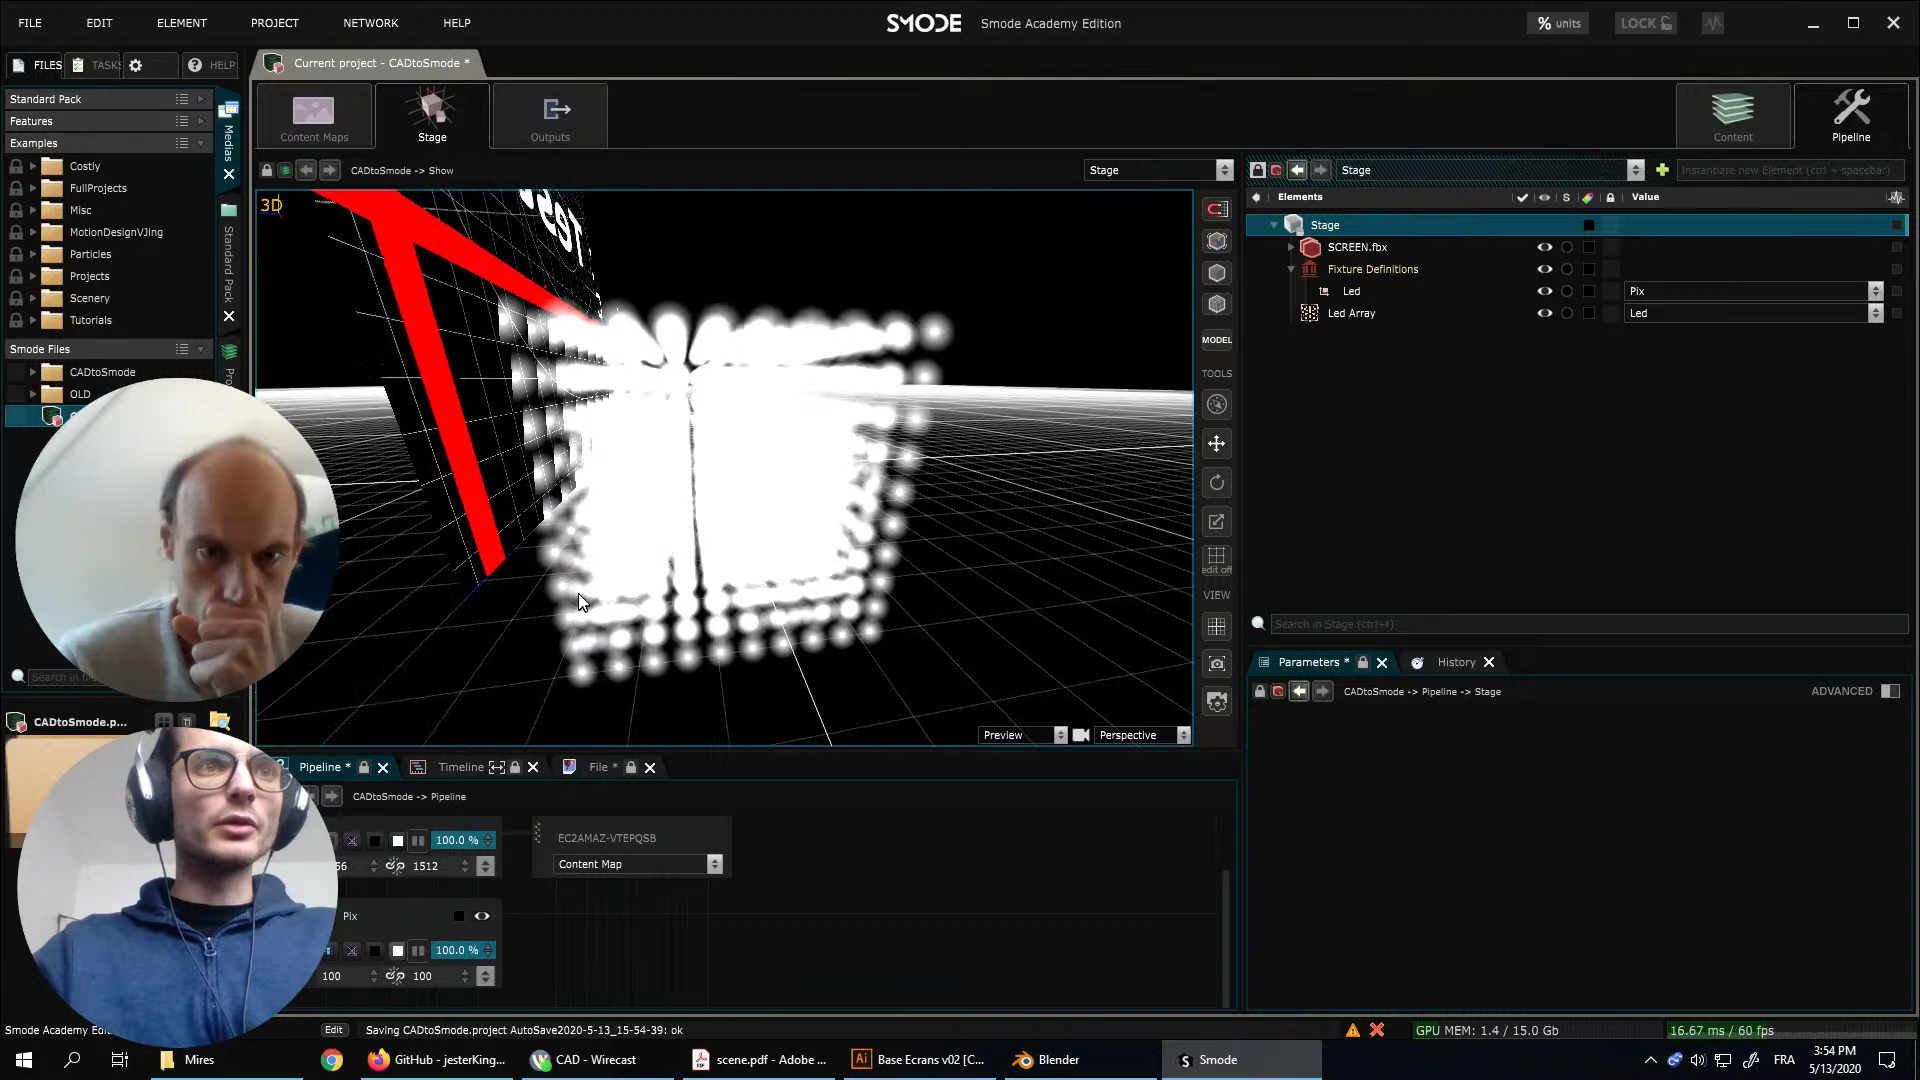 FILE EDIT ELEMENT PROJECT NETWORK HELP
SMODE Smode Academy Edition
% units
LOCK
FILES TASKS HELP
Current project - CADtoSmode *
Content Maps
Stage
Outputs
Content
Pipeline
Standard Pack
Features
Examples
Costly
FullProjects
Misc
MotionDesignVJing
Particles
Projects
Scenery
Tutorials
Smode Files
CADtoSmode
OLD
Medias
Standard Pack
CADtoSmode -> Show
Stage
3D
MODEL
TOOLS
edit off
VIEW
Preview
Perspective
Stage
Instantiate new Element (ctrl + spacebar)
Elements S Value
Stage
SCREEN.fbx
Fixture Definitions
Led Pix
Led Array Led
Search in Stage (ctrl+f)
Parameters * History
CADtoSmode -> Pipeline -> Stage
ADVANCED
CADtoSmode.p...
Pipeline * Timeline File *
CADtoSmode -> Pipeline
100.0 %
1512
EC2AMAZ-VTEPQSB
Content Map
Pix
100.0 %
100 100
Smode Academy
Edit
Saving CADtoSmode.project AutoSave2020-5-13_15-54-39: ok
GPU MEM: 1.4 / 15.0 Gb
16.67 ms / 60 fps
Mires
GitHub - jesterKing...
CAD - Wirecast
scene.pdf - Adobe ...
Base Ecrans v02 [C...
Blender
Smode
FRA
3:54 PM
5/13/2020